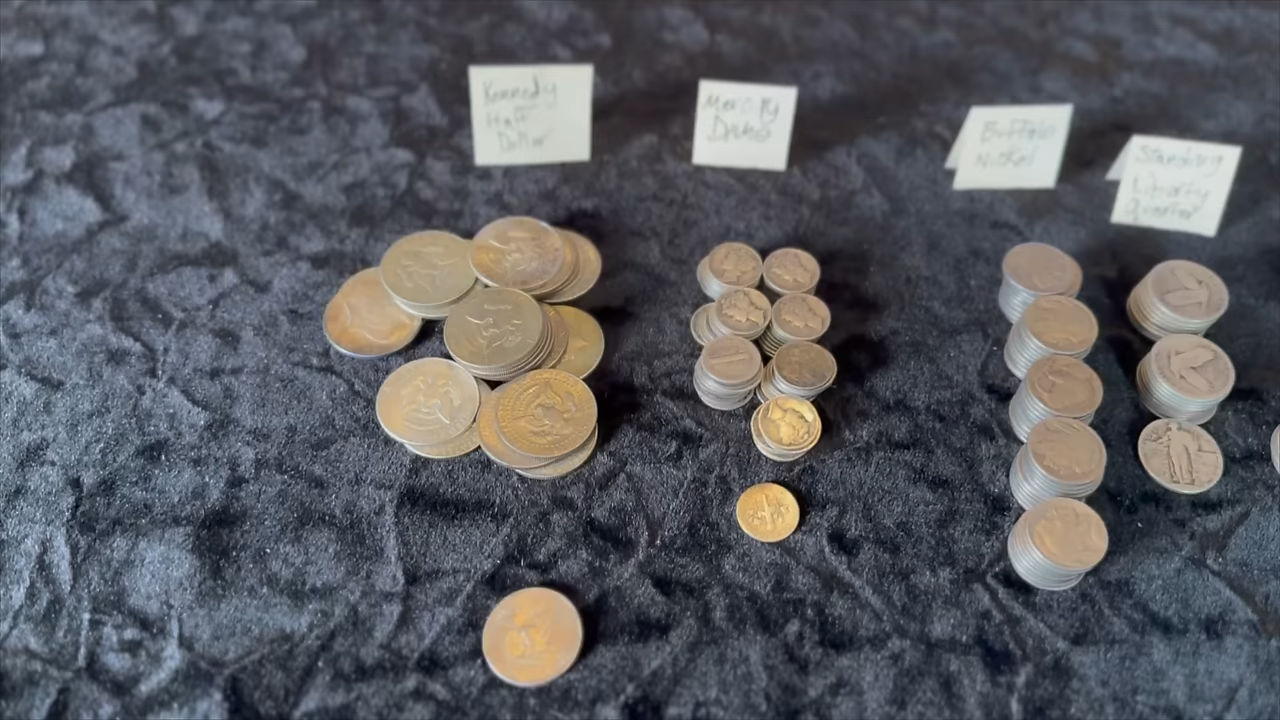 Kennedy
Half
Dollar
Mercury
Dime
Buffalo
Nickel
Standing
Liberty
Quarter